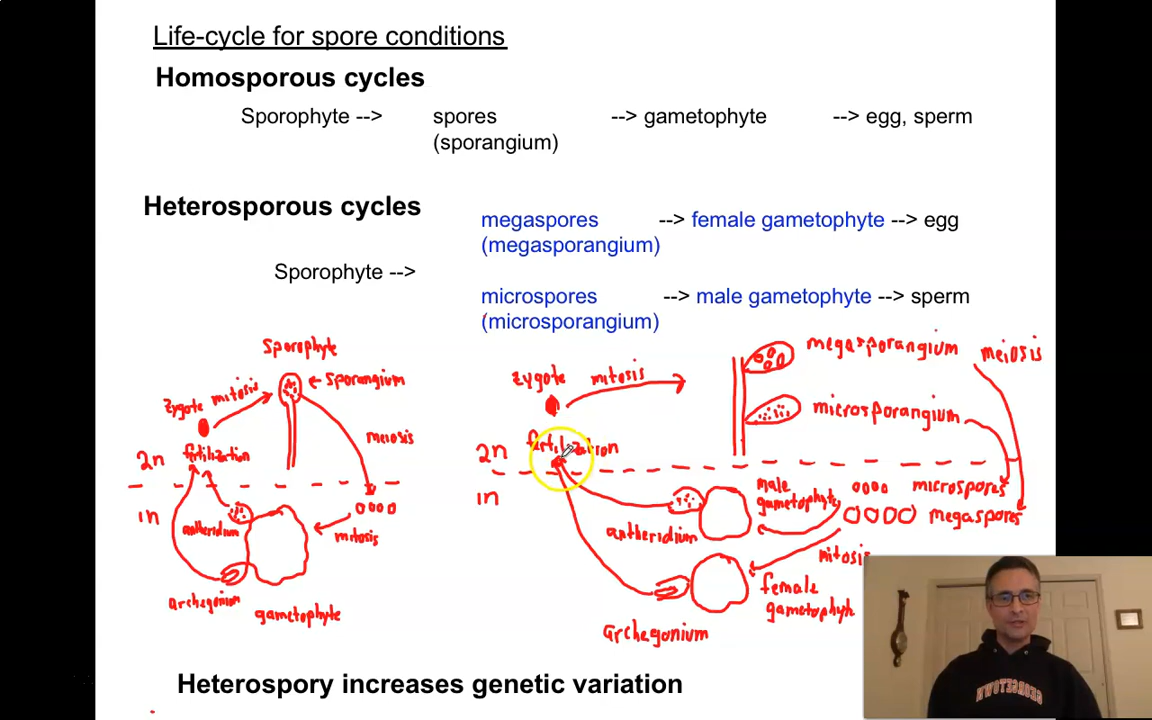 Life-cycle for spore conditions
Homosporous cycles
Sporophyte --> spores --> gametophyte --> egg, sperm
(sporangium)
Heterosporous cycles
megaspores --> female gametophyte --> egg
(megasporangium)
Sporophyte -->
microspores --> male gametophyte --> sperm
(microsporangium)
Sporophyte
sporangium
zygote mitosis
meiosis
2n fertilization
1n
antheridium
mitosis
archegonium
gametophyte
zygote mitosis
megasporangium meiosis
microsporangium
2n fertilization
1n
male
gametophyte
microspores
megaspores
antheridium
mitosis
female
gametophyte
archegonium
Heterospory increases genetic variation
GEORGETOWN